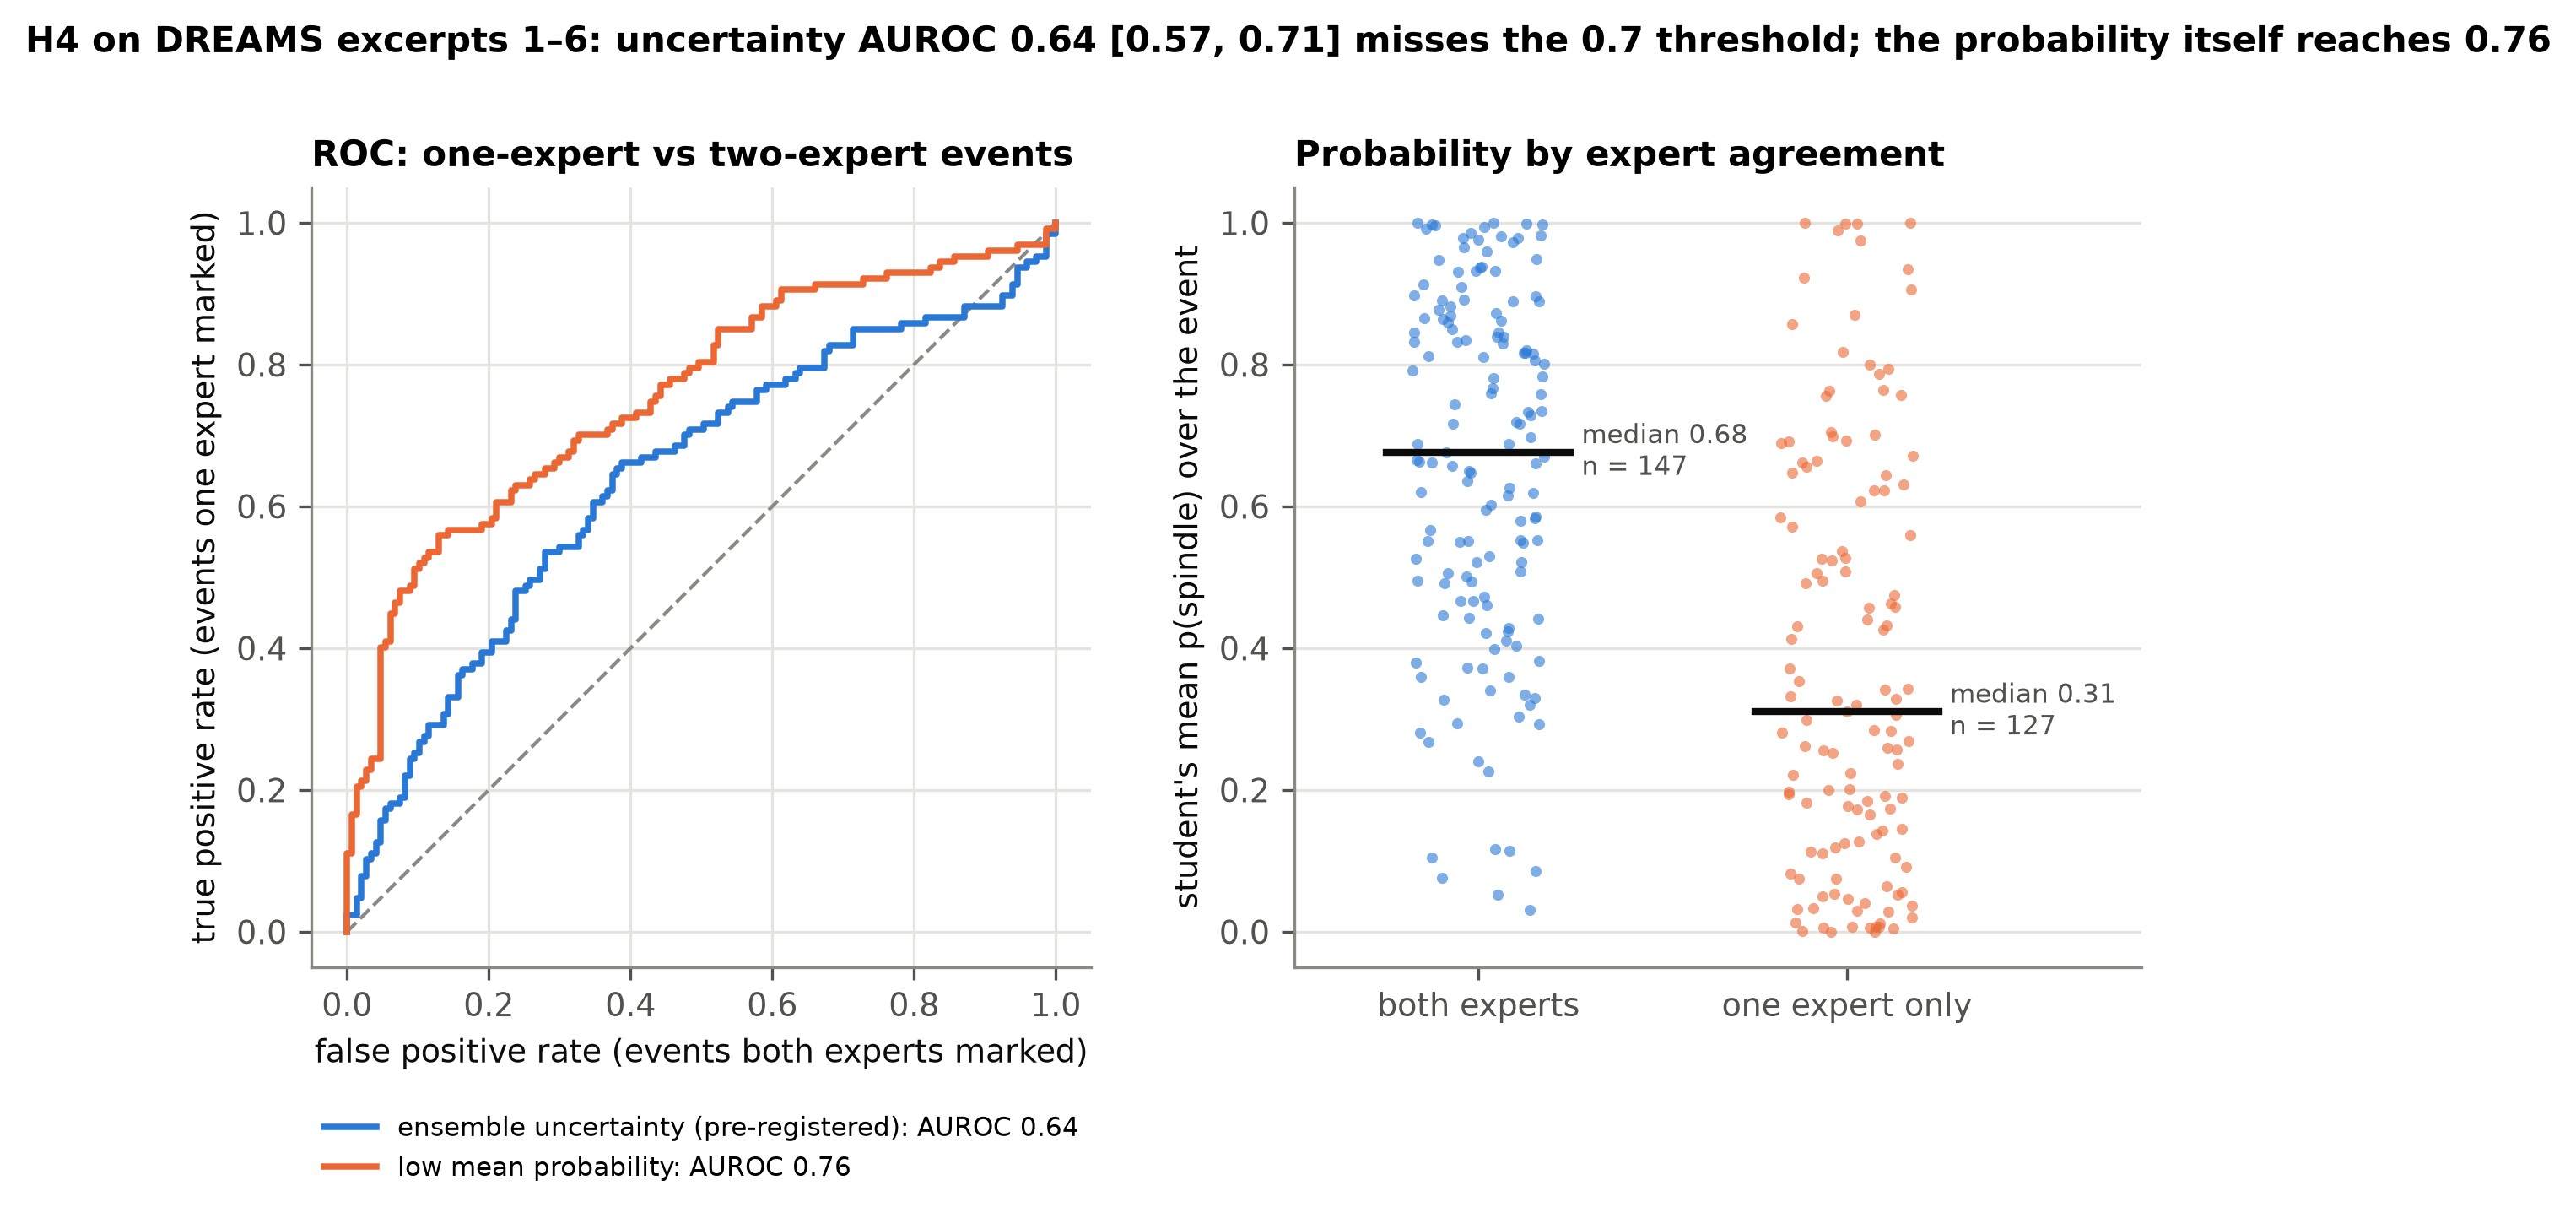 H4 on DREAMS excerpts 1–6: uncertainty AUROC 0.64 [0.57, 0.71] misses the 0.7 threshold; the probability itself reaches 0.76
ROC: one-expert vs two-expert events
true positive rate (events one expert marked)
1.0
0.8
0.6
0.4
0.2
0.0
0.0 0.2 0.4 0.6 0.8 1.0
false positive rate (events both experts marked)
ensemble uncertainty (pre-registered): AUROC 0.64
low mean probability: AUROC 0.76
Probability by expert agreement
student's mean p(spindle) over the event
1.0
0.8
0.6
0.4
0.2
0.0
median 0.68
n = 147
median 0.31
n = 127
both experts one expert only